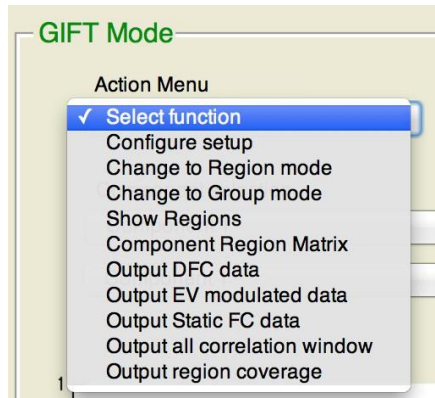 GIFT Mode
Action Menu
✓ Select function
Configure setup
Change to Region mode
Change to Group mode
Show Regions
Component Region Matrix
Output DFC data
Output EV modulated data
Output Static FC data
Output all correlation window
Output region coverage
1